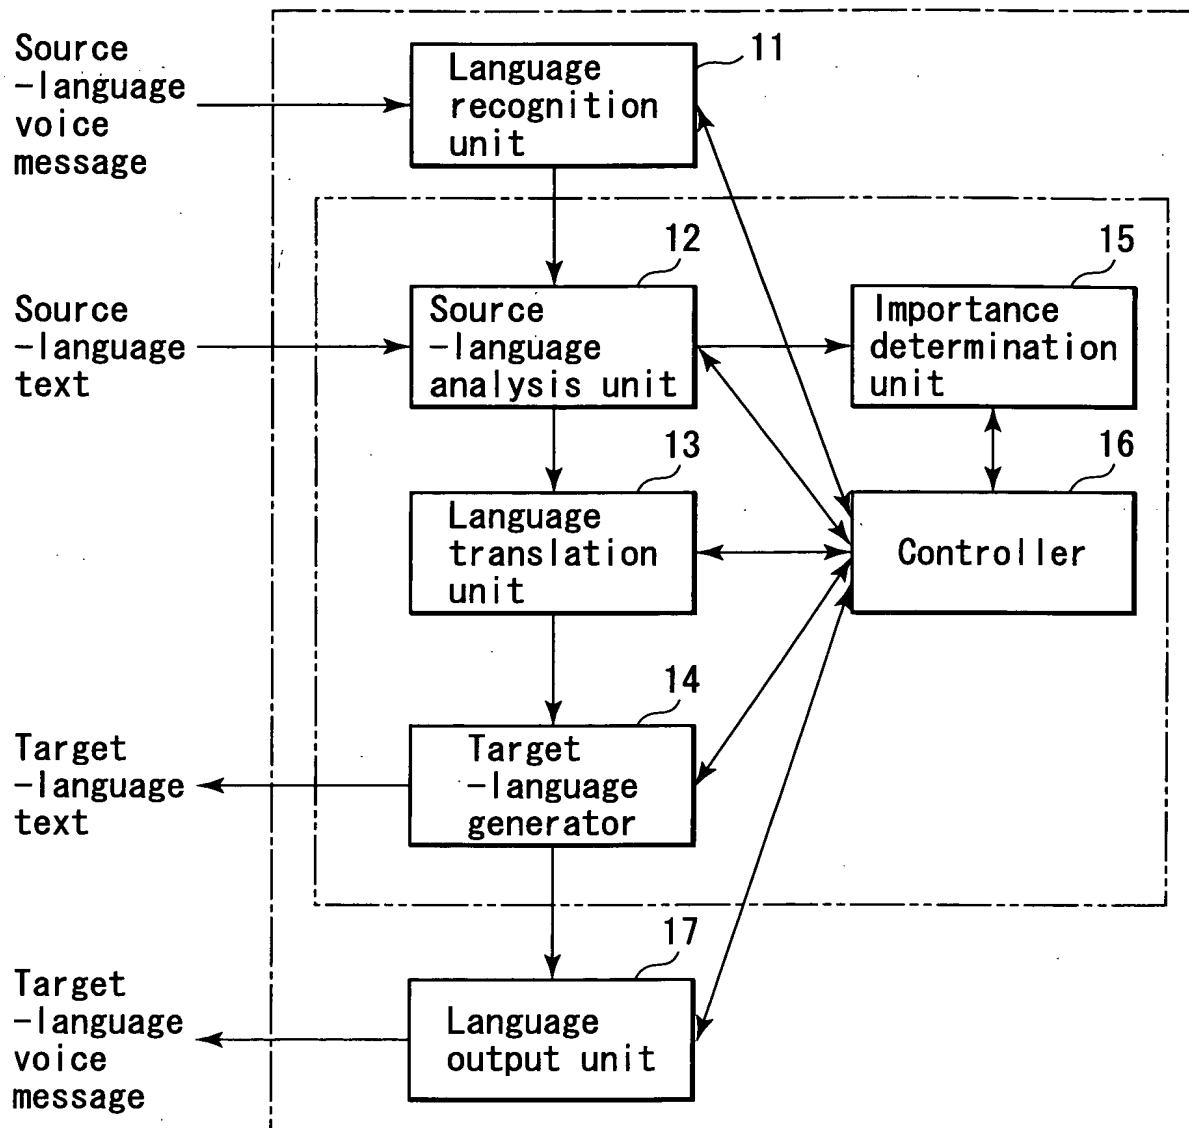 Source
-language
voice
message
11
Language
recognition
unit
12
Source
-language
text
Source
-language
analysis unit
15
Importance
determination
unit
13
Language
translation
unit
16
Controller
14
Target
-language
text
Target
-language
generator
17
Target
-language
voice
message
Language
output unit